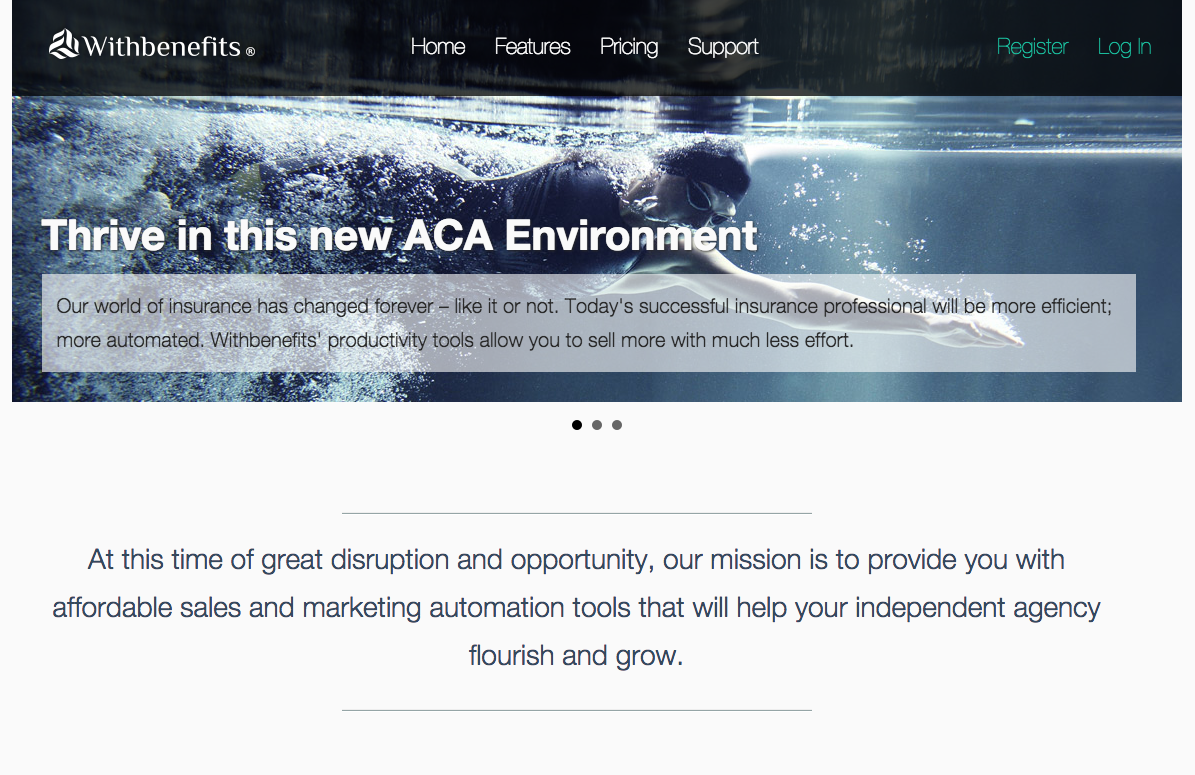 Withbenefits ®
Home Features Pricing Support
Register Log In
Thrive in this new ACA Environment
Our world of insurance has changed forever – like it or not. Today's successful insurance professional will be more efficient;
more automated. Withbenefits' productivity tools allow you to sell more with much less effort.
At this time of great disruption and opportunity, our mission is to provide you with
affordable sales and marketing automation tools that will help your independent agency
flourish and grow.